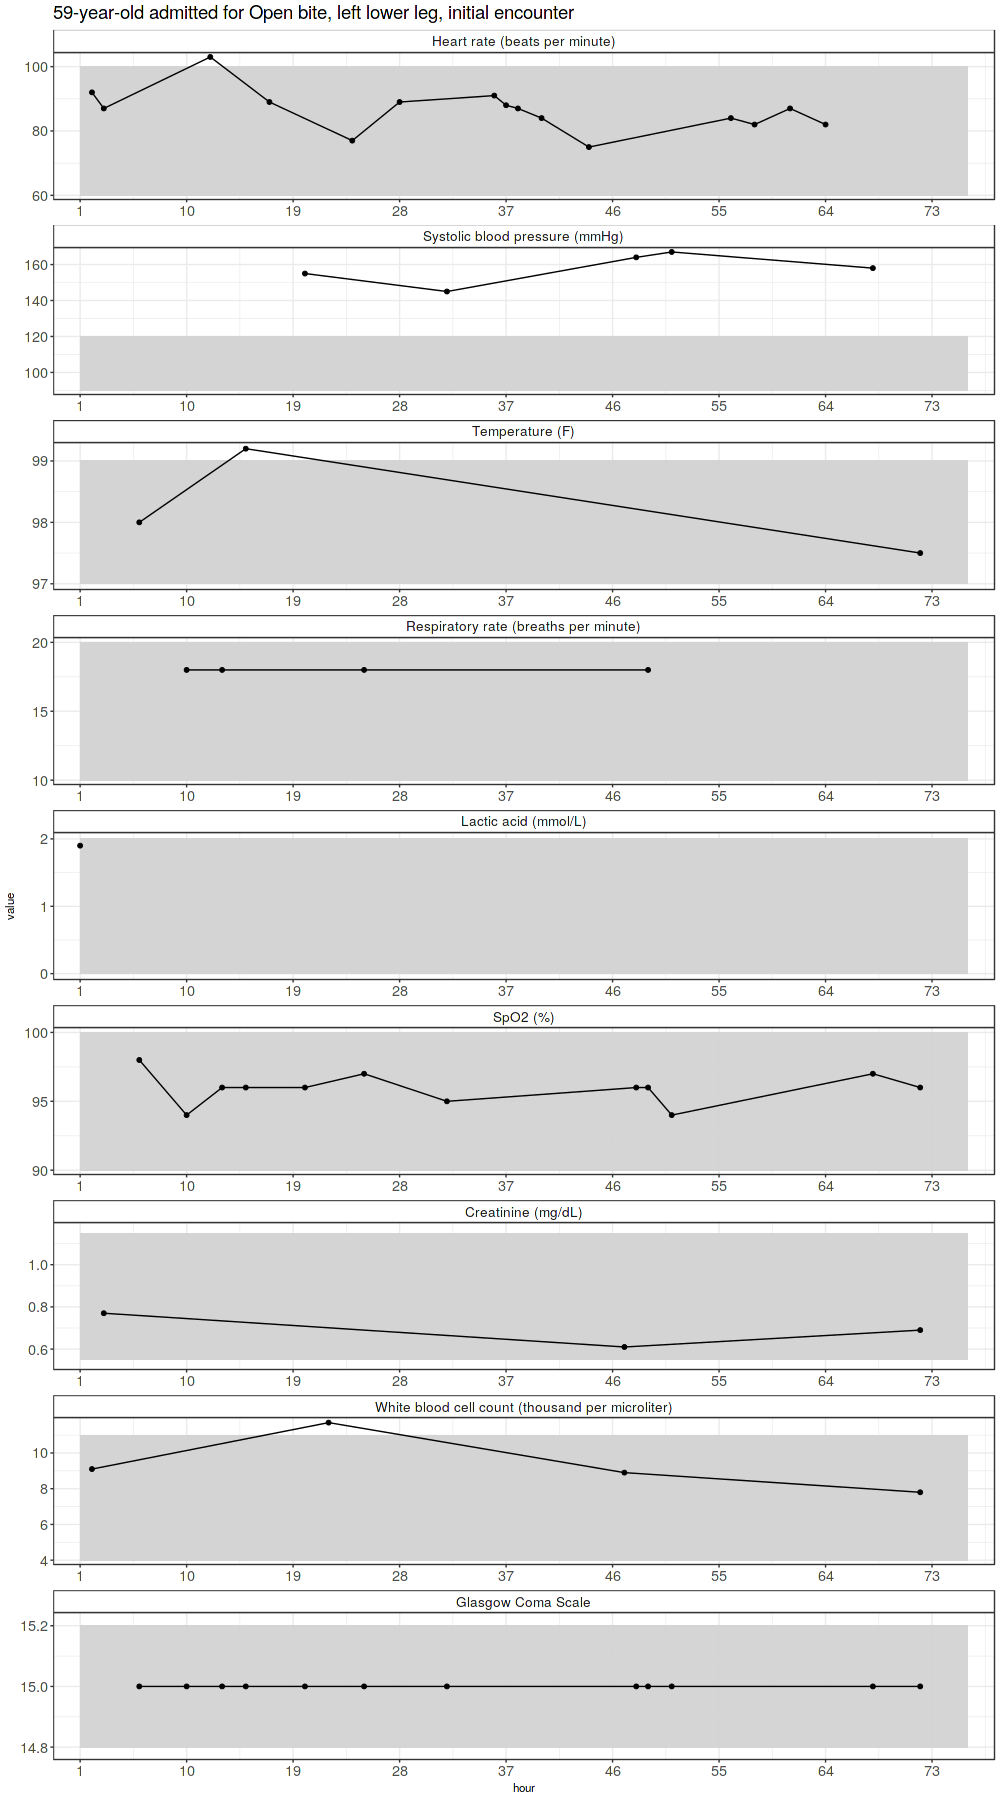 59-year-old admitted for Open bite, left lower leg, initial encounter
Heart rate (beats per minute)
100
80
60
1 10 19 28 37 46 55 64 73
Systolic blood pressure (mmHg)
160
140
120
100
1 10 19 28 37 46 55 64 73
Temperature (F)
99
98
97
1 10 19 28 37 46 55 64 73
Respiratory rate (breaths per minute)
20
15
10
1 10 19 28 37 46 55 64 73
Lactic acid (mmol/L)
2
1
0
1 10 19 28 37 46 55 64 73
value
SpO2 (%)
100
95
90
1 10 19 28 37 46 55 64 73
Creatinine (mg/dL)
1.0
0.8
0.6
1 10 19 28 37 46 55 64 73
White blood cell count (thousand per microliter)
10
8
6
4
1 10 19 28 37 46 55 64 73
Glasgow Coma Scale
15.2
15.0
14.8
1 10 19 28 37 46 55 64 73
hour